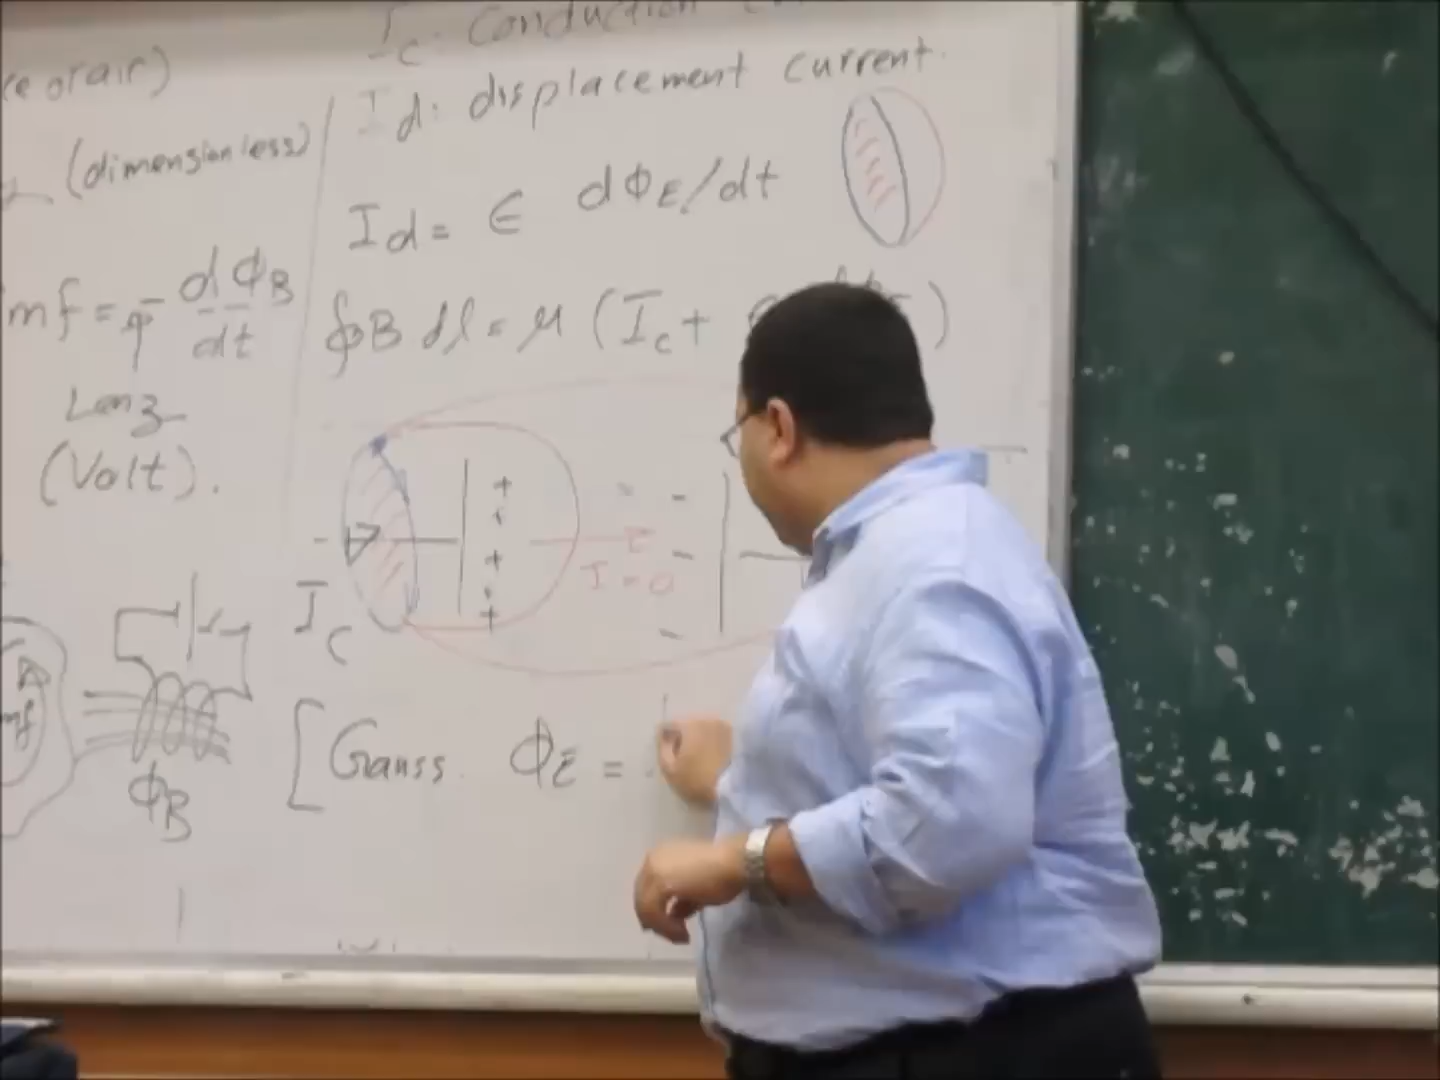 Ic: Conduction
(e or air)
Id: displacement current.
(dimensionless)
Id = ϵ dΦE/dt
mf = - dΦB/dt
∮B dl = μ (Ic +
)
Lenz
(Volt).
+
+
+
+
+
-
-
-
I = 0
Ic
[Gauss. ΦE =
mf
ΦB